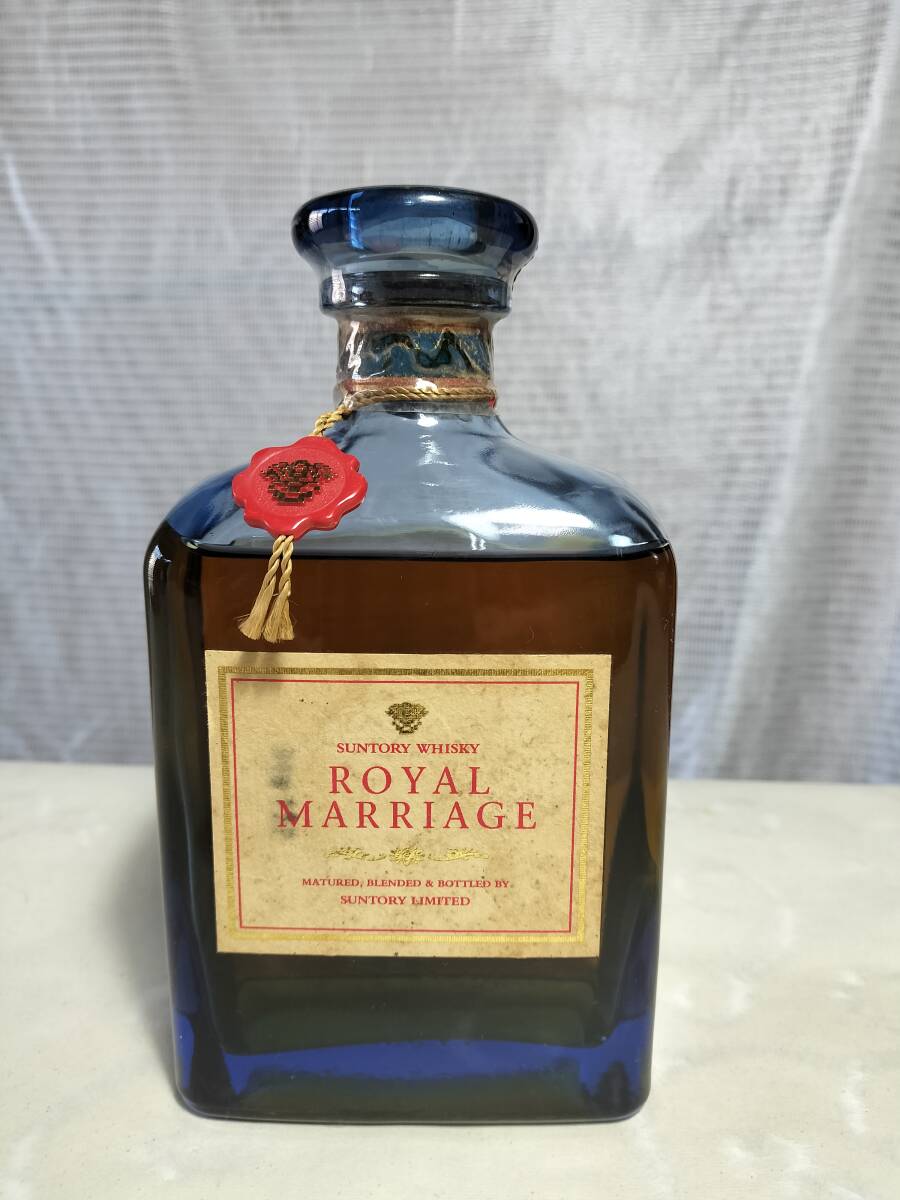 SUNTORY WHISKY
ROYAL
MARRIAGE
MATURED, BLENDED & BOTTLED BY
SUNTORY LIMITED